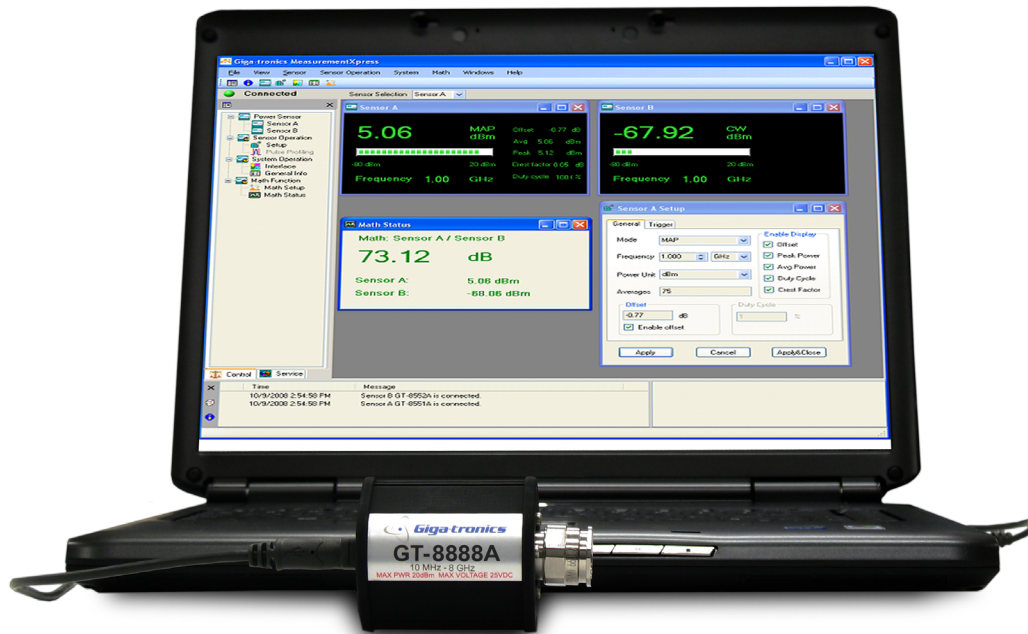 Giga-tronics MeasurementXpress
File View Sensor Sensor Operation System Math Windows Help
Connected
Sensor Selection Sensor A
Power Sensor
Sensor A
Sensor B
Sensor Operation
Setup
Pulse Profiling
System Operation
Interface
General Info
Math Function
Math Setup
Math Status
Control Service
Sensor A
5.06 MAP dBm
Offset -0.77 dB
Avg 5.06 dBm
Peak 5.12 dBm
Crest factor 0.05 dB
Duty cycle 100.0 %
-80 dBm 20 dBm
Frequency 1.00 GHz
Sensor B
-67.92 CW dBm
-80 dBm 20 dBm
Frequency 1.00 GHz
Math Status
Math: Sensor A / Sensor B
73.12 dB
Sensor A: 5.06 dBm
Sensor B: -68.06 dBm
Sensor A Setup
General Trigger
Mode MAP
Frequency 1.000 GHz
Power Unit dBm
Averages 75
Enable Display
Offset
Peak Power
Avg Power
Duty Cycle
Crest Factor
Offset
-0.77 dB
Enable offset
Duty Cycle
1 %
Apply Cancel Apply&Close
Time Message
10/9/2008 2:54:58 PM Sensor B GT-8552A is connected.
10/9/2008 2:54:58 PM Sensor A GT-8551A is connected.
Giga-tronics
GT-8888A
10 MHz - 8 GHz
MAX PWR 20dBm MAX VOLTAGE 25VDC